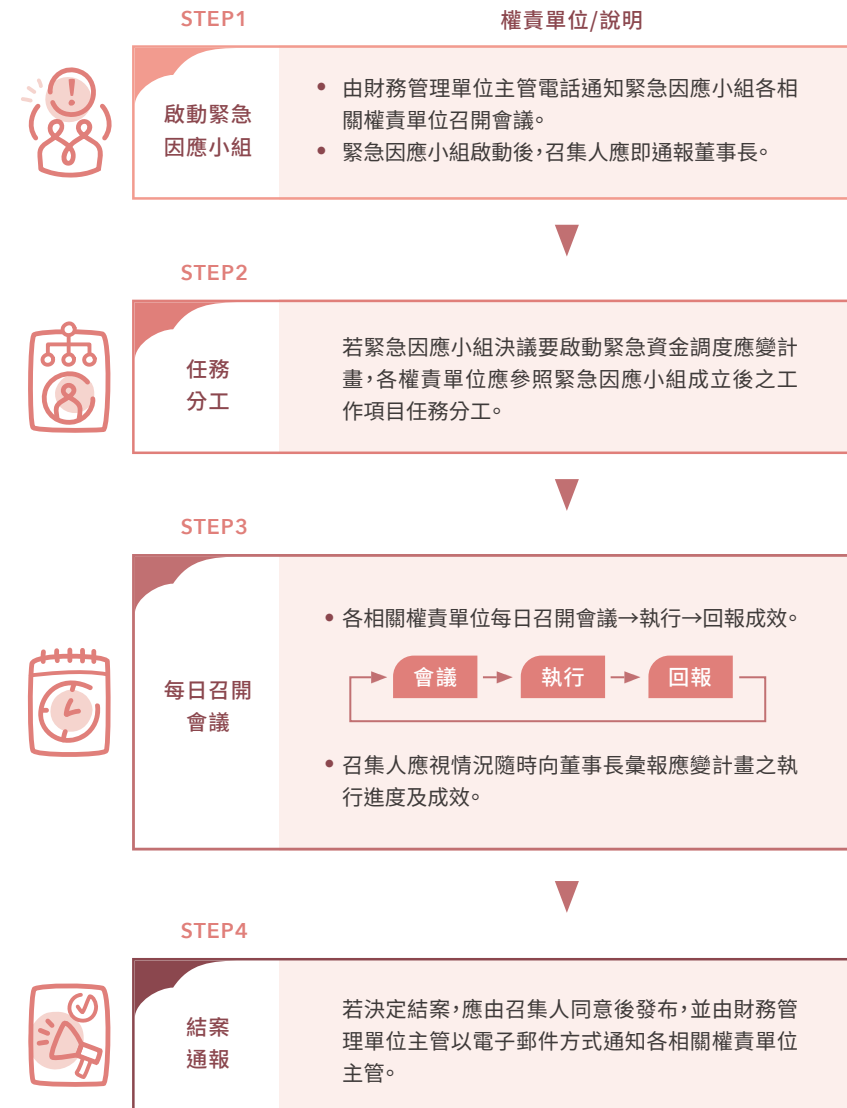 STEP1
權責單位/說明
啟動緊急
因應小組
• 由財務管理單位主管電話通知緊急因應小組各相
關權責單位召開會議。
• 緊急因應小組啟動後，召集人應即通報董事長。
STEP2
任務
分工
若緊急因應小組決議要啟動緊急資金調度應變計
畫，各權責單位應參照緊急因應小組成立後之工
作項目任務分工。
STEP3
每日召開
會議
• 各相關權責單位每日召開會議→執行→回報成效。
會議 執行 回報
• 召集人應視情況隨時向董事長彙報應變計畫之執
行進度及成效。
STEP4
結案
通報
若決定結案，應由召集人同意後發布，並由財務管
理單位主管以電子郵件方式通知各相關權責單位
主管。